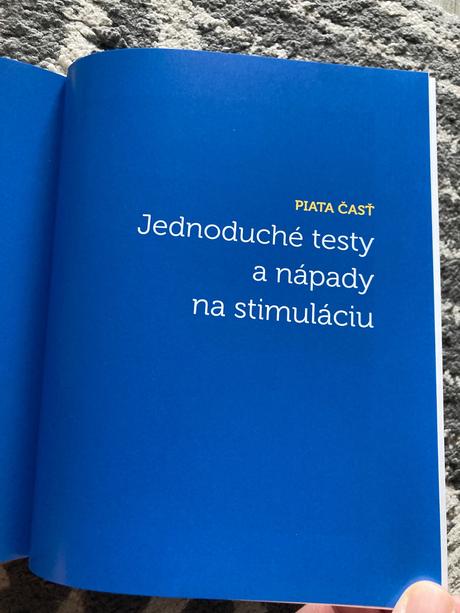 PIATA ČASŤ
Jednoduché testy
a nápady
na stimuláciu